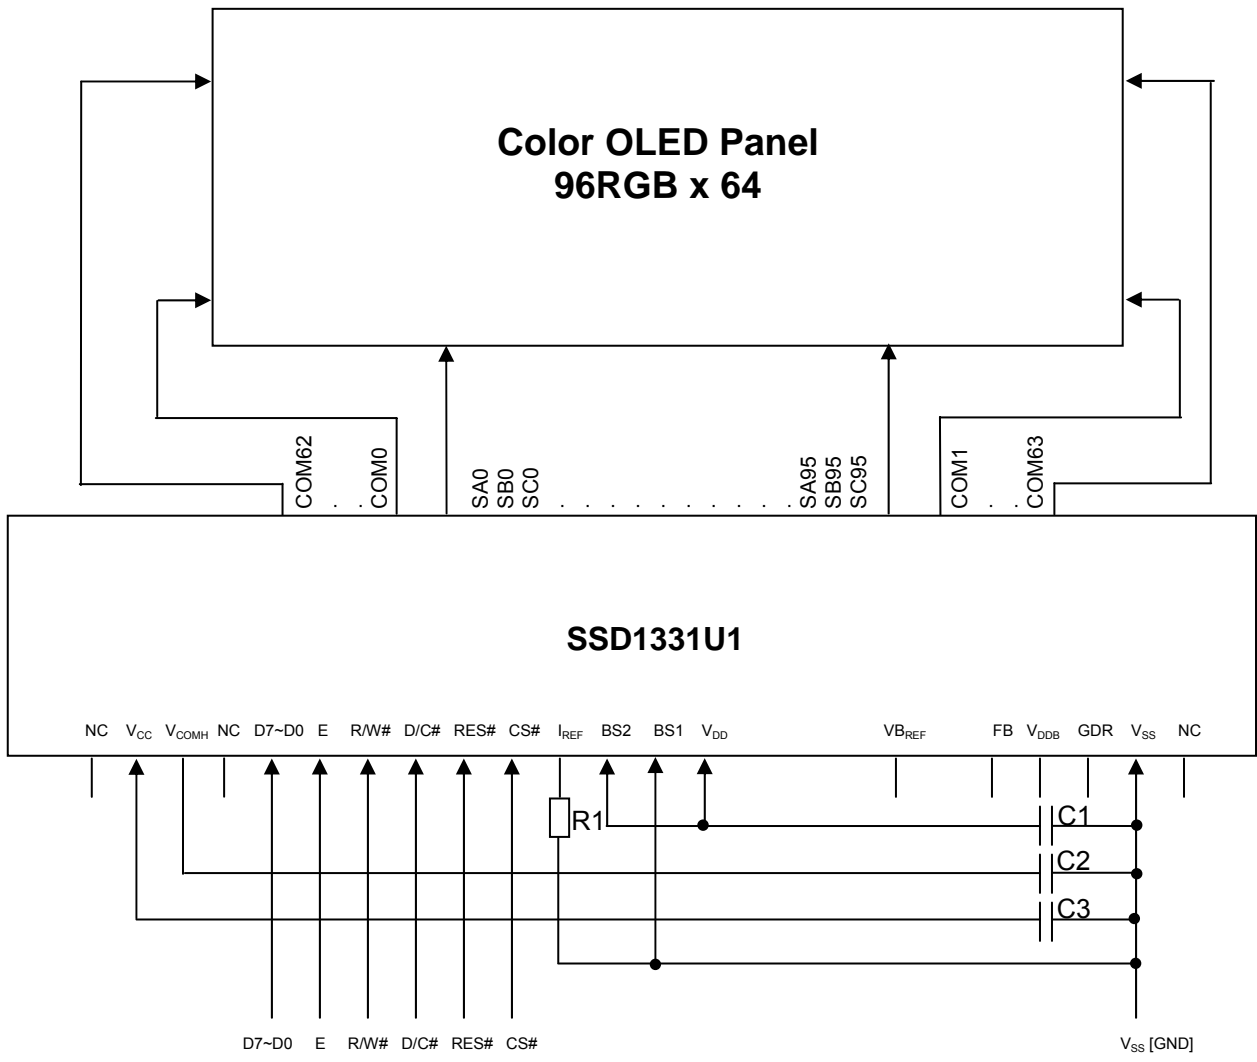 Color OLED Panel
96RGB x 64
COM62
. .
COM0
SA0
SB0
SC0
. . . . . . . . . .
SA95
SB95
SC95
COM1
. .
COM63
SSD1331U1
NC VCC VCOMH NC D7~D0 E R/W# D/C# RES# CS# IREF BS2 BS1 VDD VBREF FB VDDB GDR VSS NC
R1
C1
C2
C3
D7~D0 E R/W# D/C# RES# CS# VSS [GND]